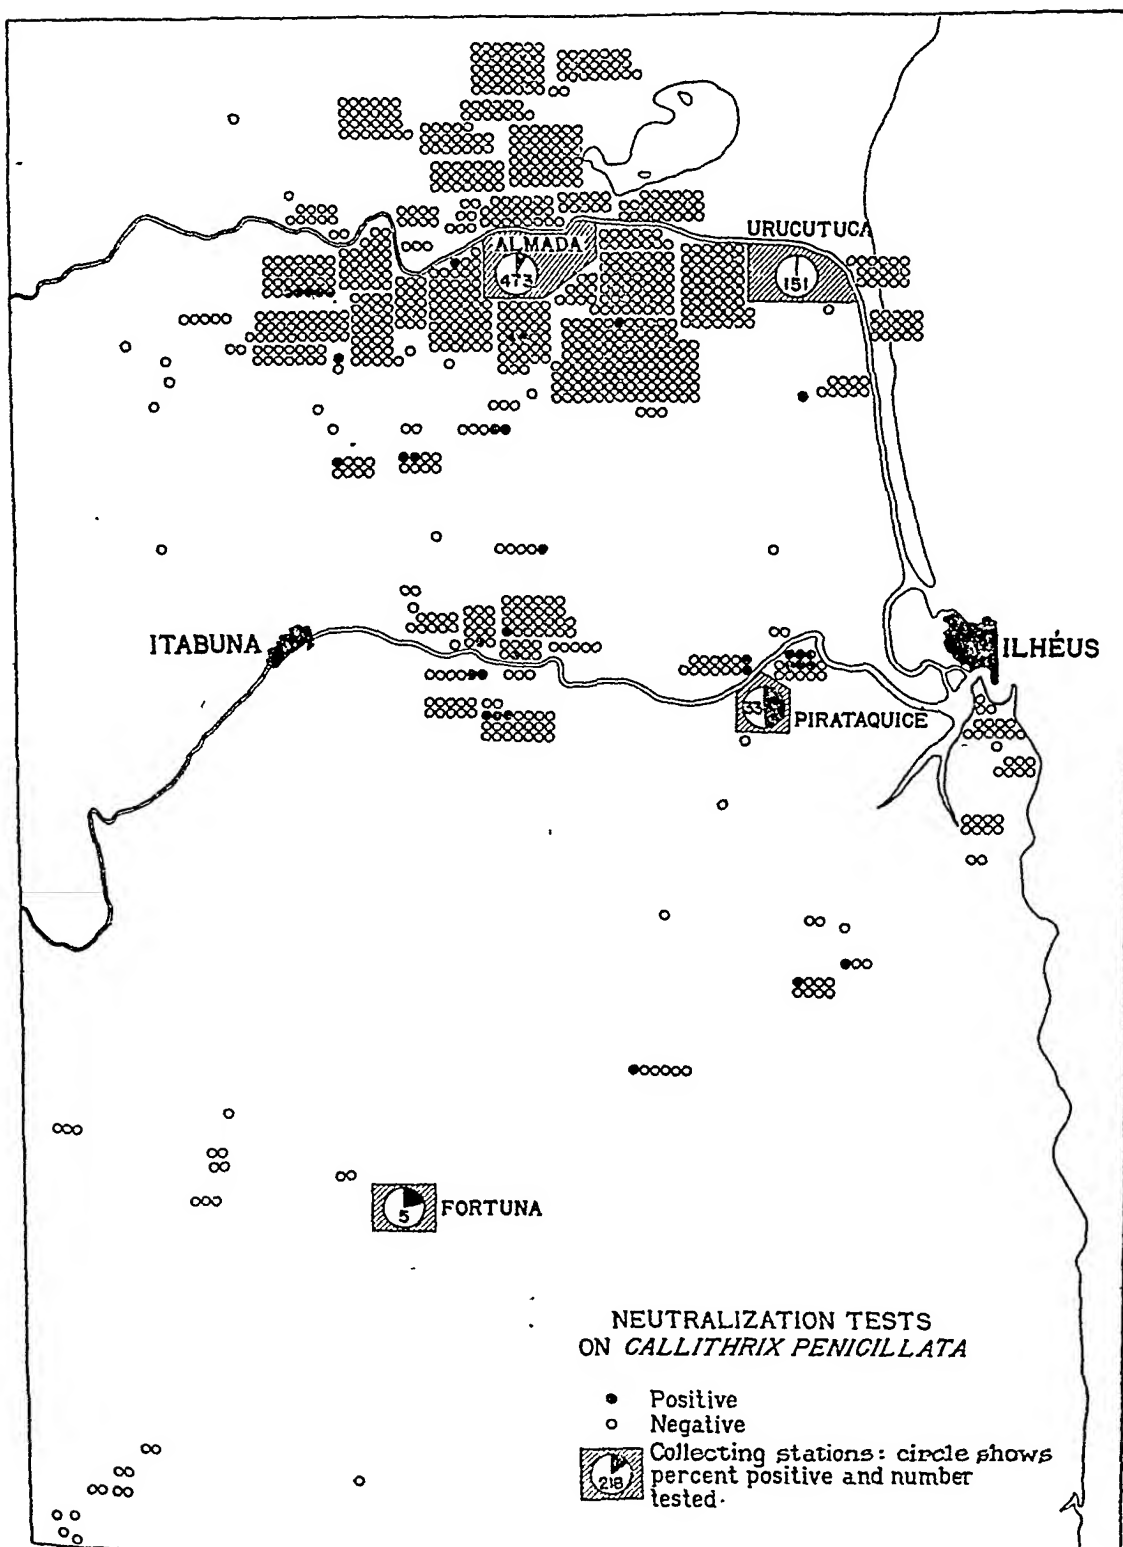 URUCUTUCA
ALMADA
473
151
ITABUNA
ILHÉUS
33
PIRATAQUICÊ
5
FORTUNA
NEUTRALIZATION TESTS
ON CALLITHRIX PENICILLATA
Positive
Negative
Collecting stations: circle shows
218
percent positive and number
tested.